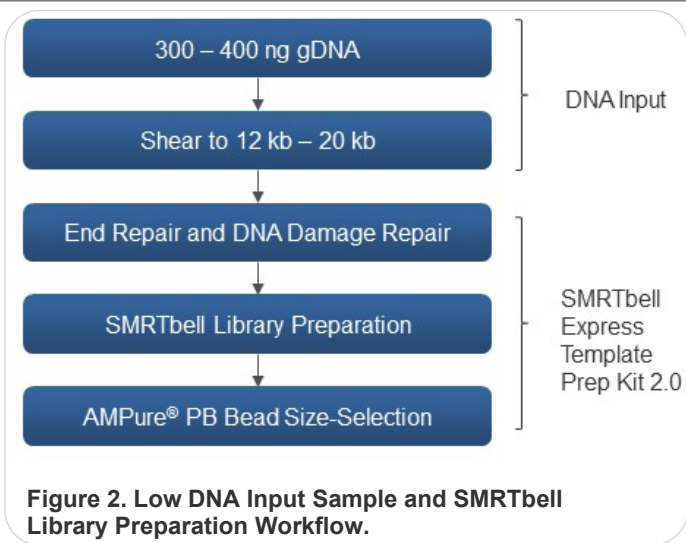 300 – 400 ng gDNA
Shear to 12 kb – 20 kb
DNA Input
End Repair and DNA Damage Repair
SMRTbell Library Preparation
AMPure® PB Bead Size-Selection
SMRTbell
Express
Template
Prep Kit 2.0
Figure 2. Low DNA Input Sample and SMRTbell
Library Preparation Workflow.